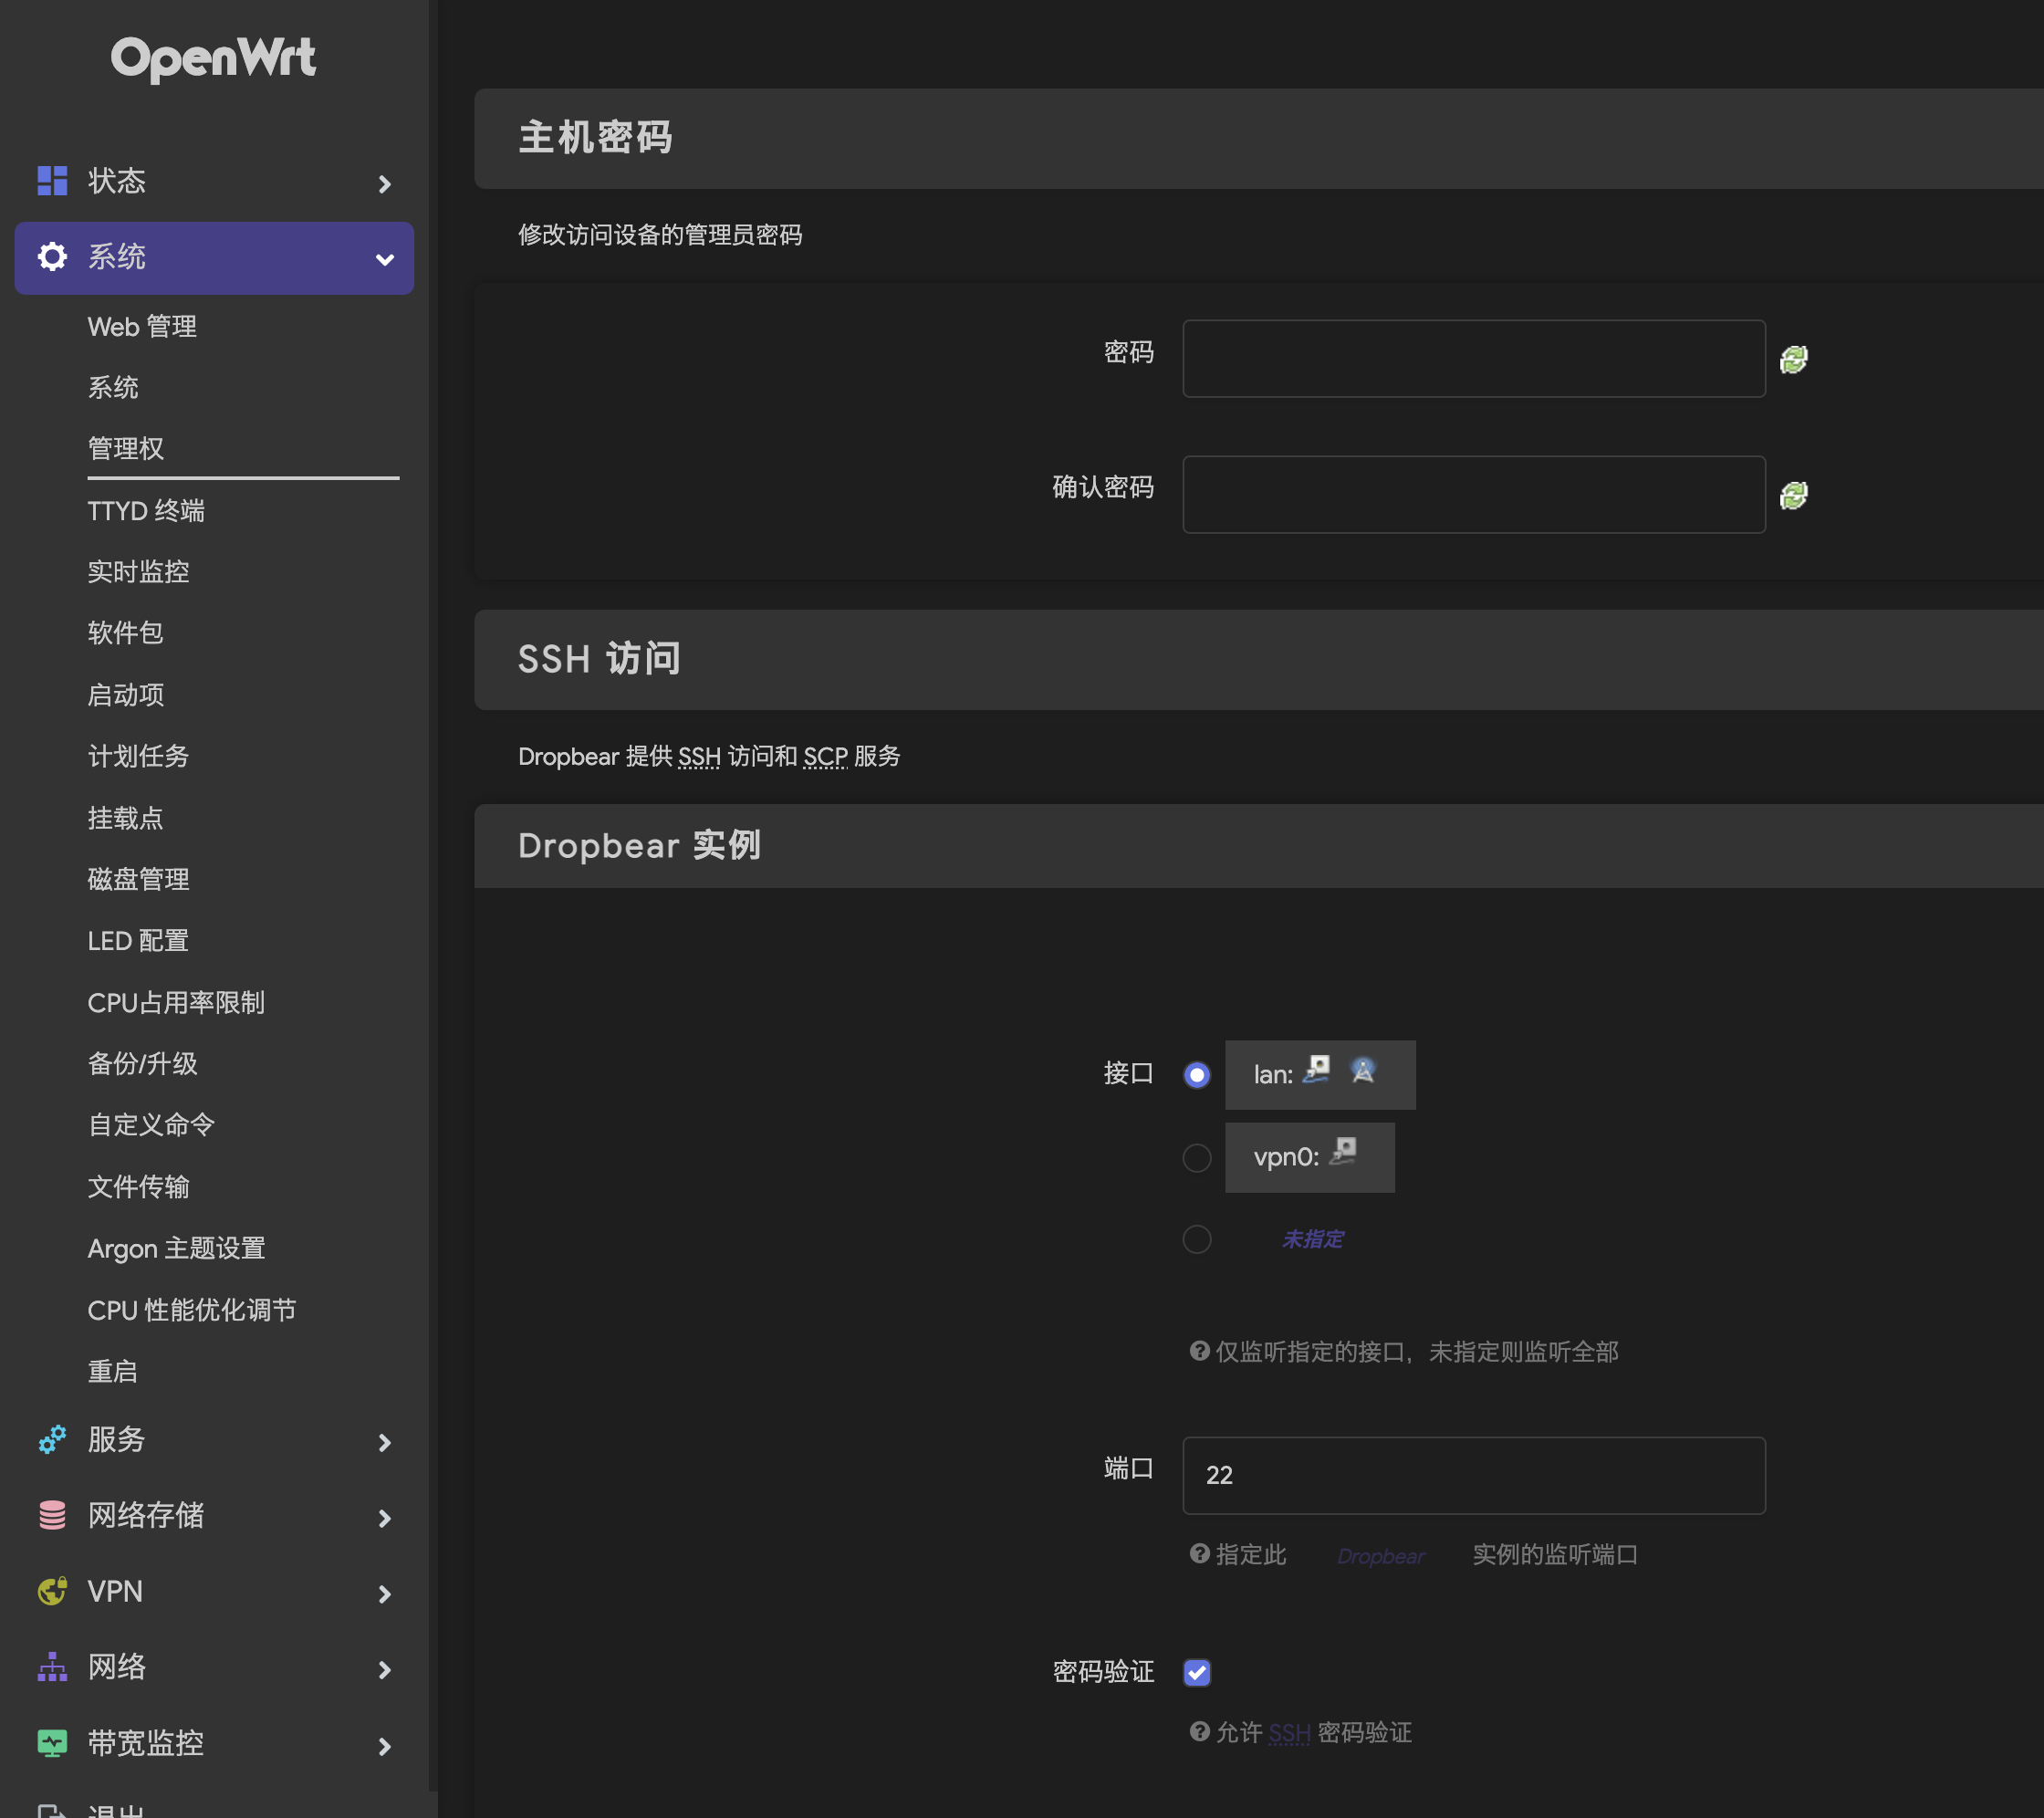 OpenWrt
状态
系统
Web 管理
系统
管理权
TTYD 终端
实时监控
软件包
启动项
计划任务
挂载点
磁盘管理
LED 配置
CPU占用率限制
备份/升级
自定义命令
文件传输
Argon 主题设置
CPU 性能优化调节
重启
服务
网络存储
VPN
网络
带宽监控
退出
主机密码
修改访问设备的管理员密码
密码
确认密码
SSH 访问
Dropbear 提供 SSH 访问和 SCP 服务
Dropbear 实例
接口
lan:
vpn0:
未指定
仅监听指定的接口，未指定则监听全部
端口
22
指定此 Dropbear 实例的监听端口
密码验证
允许 SSH 密码验证